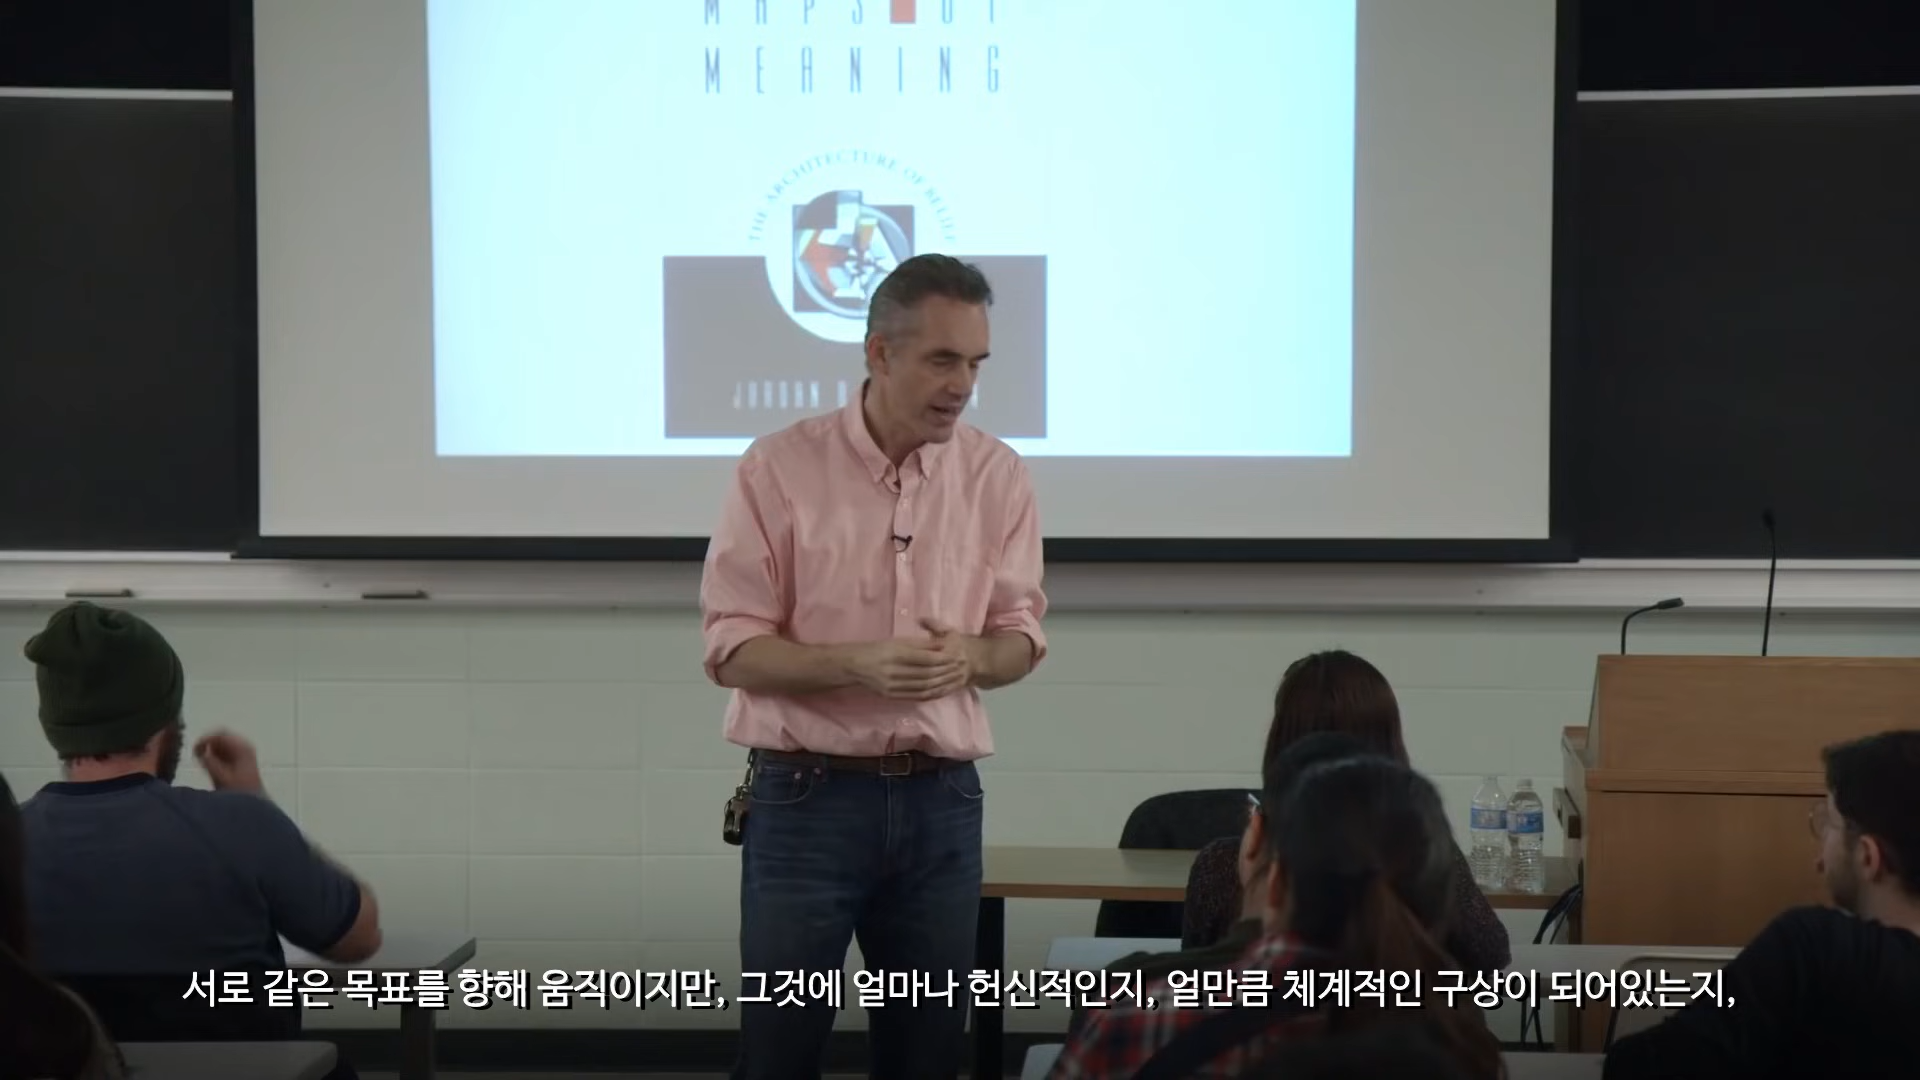 MEANING
THE ARCHITECTURE OF BELIEF
JORDAN
서로 같은 목표를 향해 움직이지만, 그것에 얼마나 헌신적인지, 얼만큼 체계적인 구상이 되어있는지,